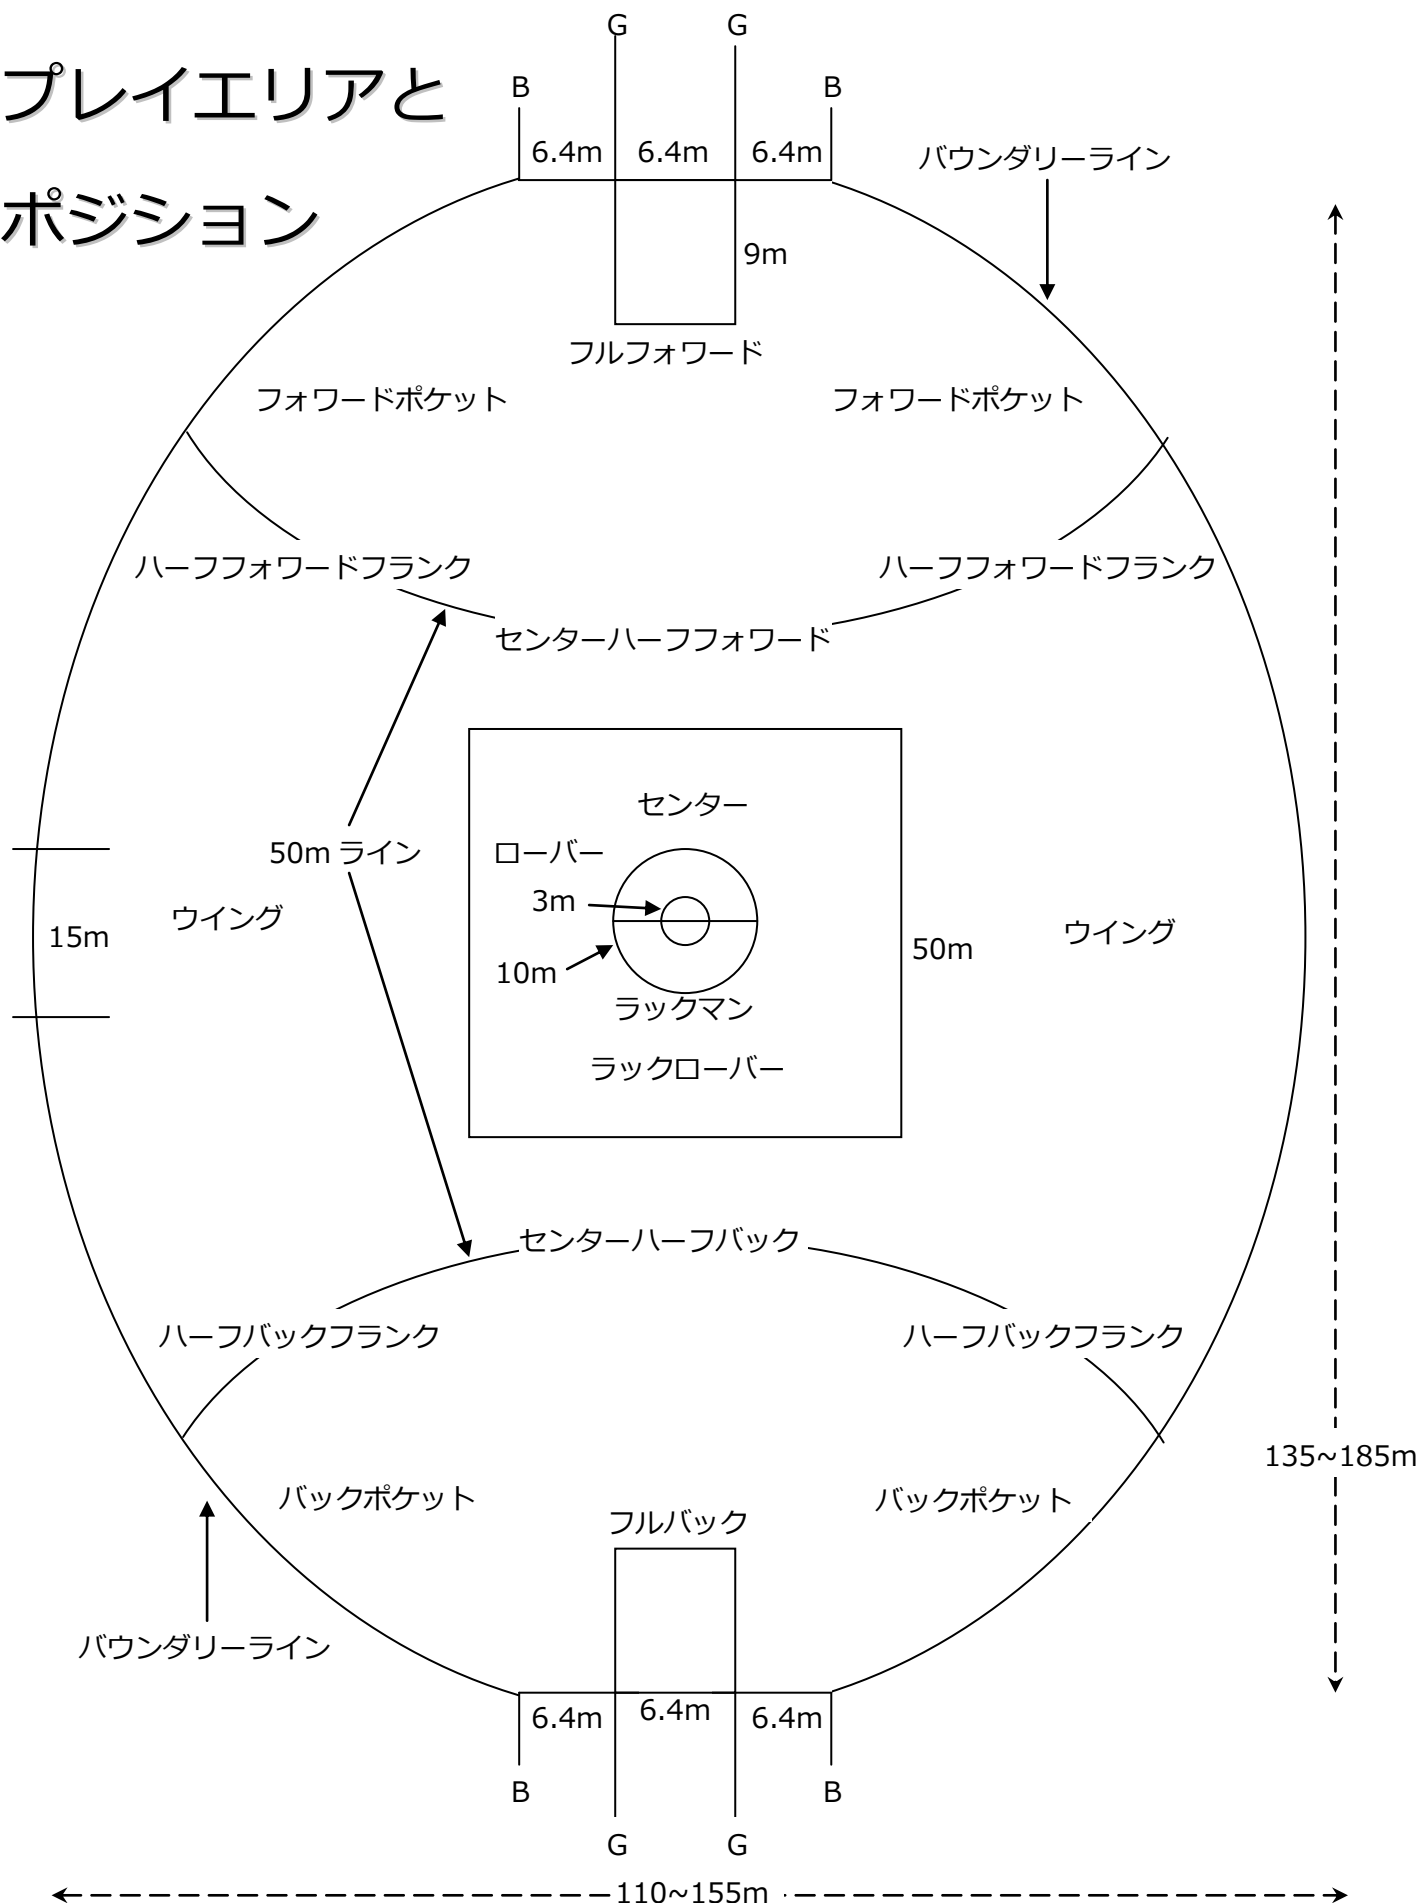 G G
プレイエリアと
B B
6.4m 6.4m 6.4m
バウンダリーライン
ポジション
9m
フルフォワード
フォワードポケット フォワードポケット
ハーフフォワードフランク ハーフフォワードフランク
センターハーフフォワード
センター
50m ライン
ローバー
3m
ウイング
ウイング
15m
50m
10m
ラックマン
ラックローバー
センターハーフバック
ハーフバックフランク ハーフバックフランク
135~185m
バックポケット バックポケット
フルバック
バウンダリーライン
6.4m 6.4m 6.4m
B B
G G
110~155m